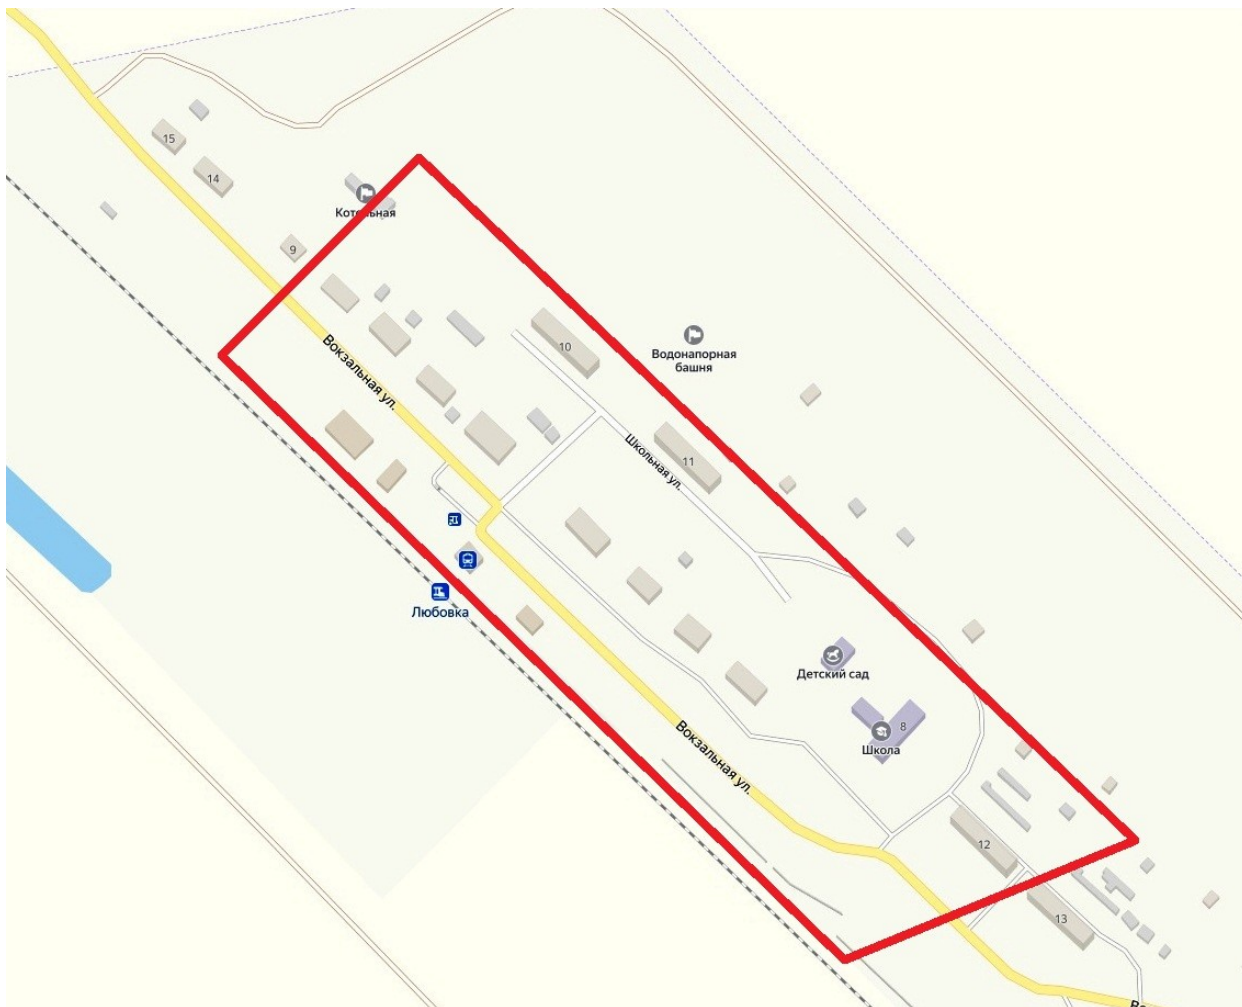 15
14
Котельная
9
Вокзальная ул.
10
Водонапорная
башня
Школьная ул.
11
Любовка
Детский сад
8
Школа
Вокзальная ул.
12
13